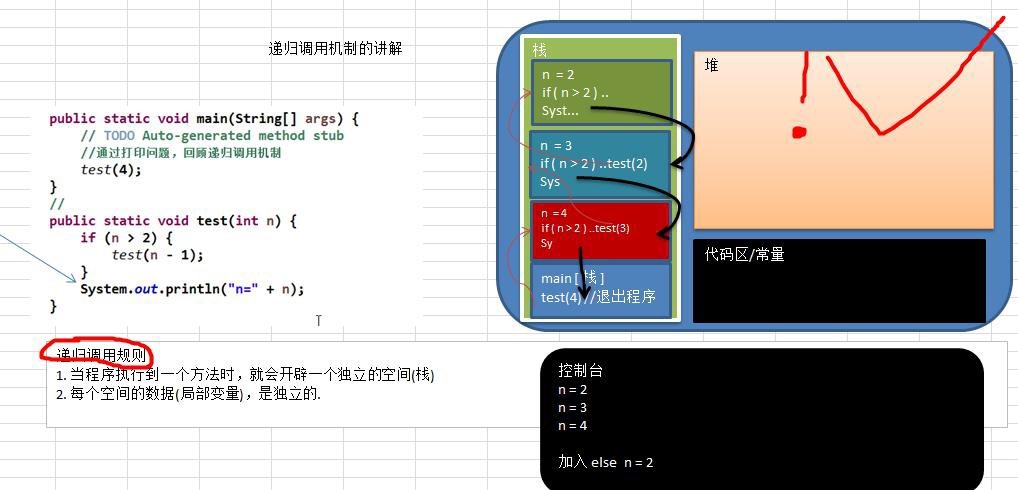 递归调用机制的讲解
public static void main(String[] args) {
// TODO Auto-generated method stub
//通过打印问题，回顾递归调用机制
test(4);
}
//
public static void test(int n) {
if (n > 2) {
test(n - 1);
}
System.out.println("n=" + n);
}
递归调用规则
1. 当程序执行到一个方法时，就会开辟一个独立的空间(栈)
2. 每个空间的数据(局部变量)，是独立的.
栈
n = 2
if ( n > 2 ) ..
Syst...
n = 3
if ( n > 2 ) ..test(2)
Sys
n = 4
if ( n > 2 ) ..test(3)
Sy
main [ 栈 ]
test(4) //退出程序
堆
代码区/常量
控制台
n = 2
n = 3
n = 4
加入 else n = 2